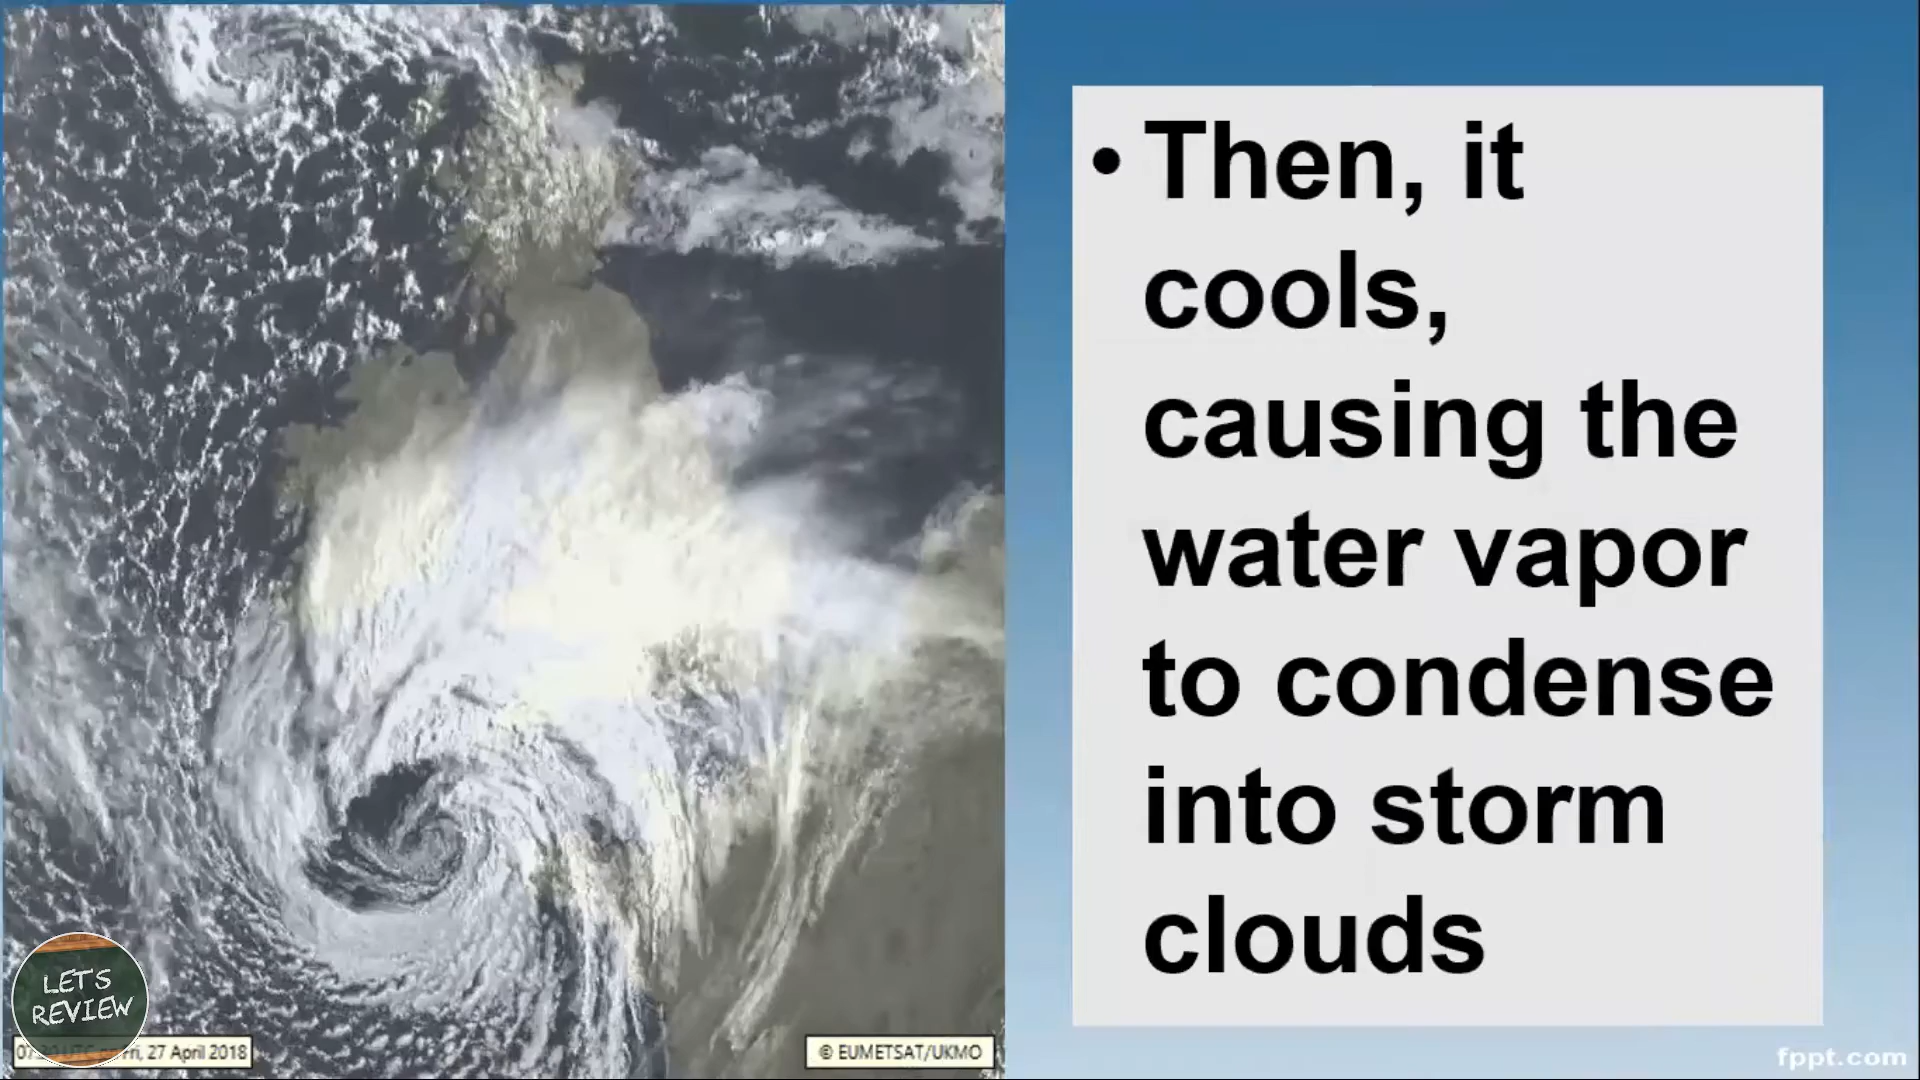 • Then, it
cools,
causing the
water vapor
to condense
into storm
clouds
LET'S
REVIEW
27 April 2018
© EUMETSAT/UKMO
fppt.com